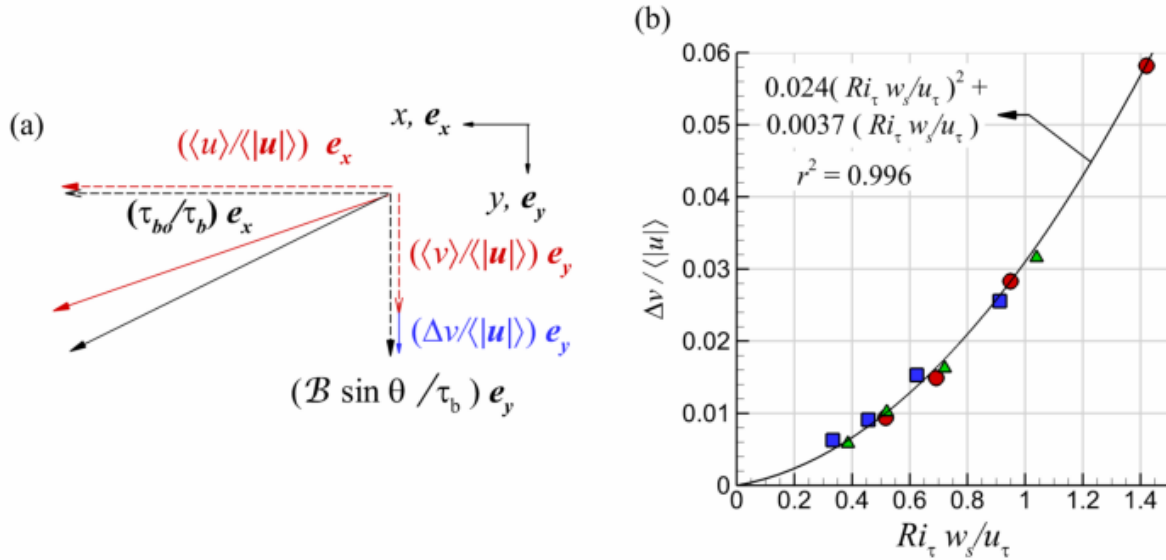 (a)
x, e_x
(⟨u⟩/⟨|u|⟩) e_x
(τ_bo/τ_b) e_x
y, e_y
(⟨v⟩/⟨|u|⟩) e_y
(Δv/⟨|u|⟩) e_y
(ℬ sin θ /τ_b) e_y
(b)
0.06
0.05
0.04
0.03
0.02
0.01
0
Δv / ⟨|u|⟩
0.024( Ri_τ w_s/u_τ)² +
0.0037 ( Ri_τ w_s/u_τ)
r² = 0.996
0 0.2 0.4 0.6 0.8 1 1.2 1.4
Ri_τ w_s/u_τ